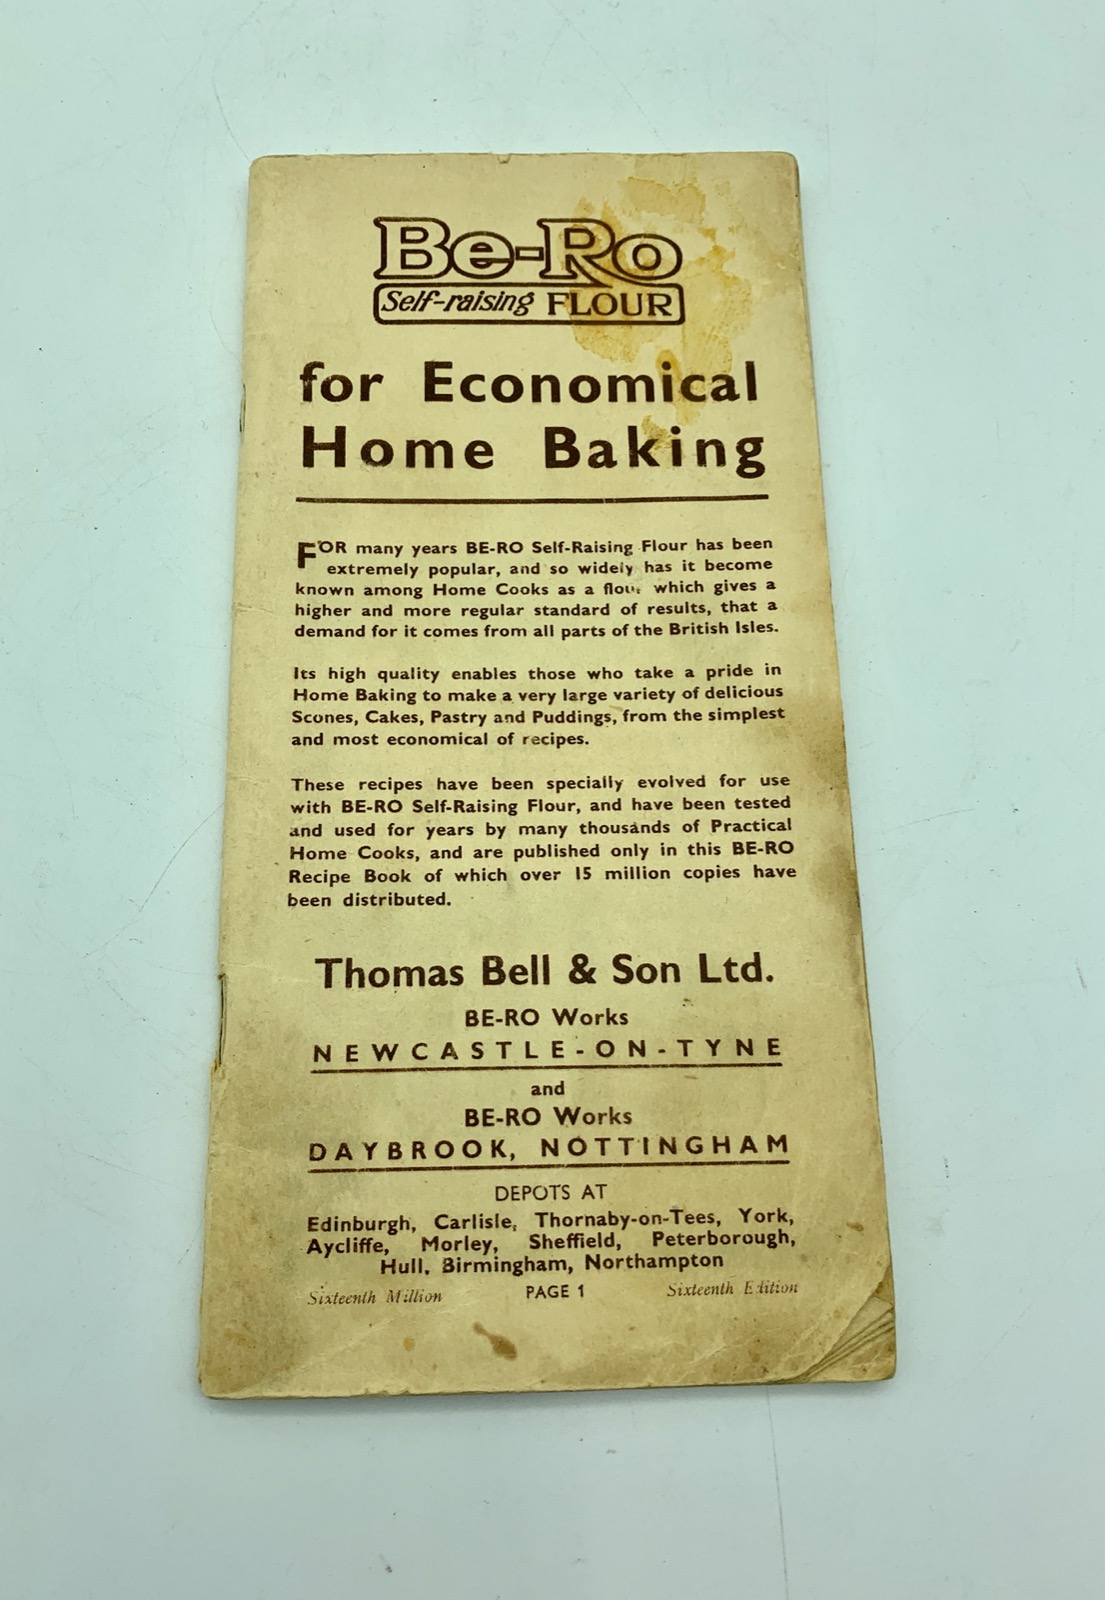 Be-Ro
Self-raising FLOUR
for Economical
Home Baking
FOR many years BE-RO Self-Raising Flour has been
extremely popular, and so widely has it become
known among Home Cooks as a flour which gives a
higher and more regular standard of results, that a
demand for it comes from all parts of the British Isles.
Its high quality enables those who take a pride in
Home Baking to make a very large variety of delicious
Scones, Cakes, Pastry and Puddings, from the simplest
and most economical of recipes.
These recipes have been specially evolved for use
with BE-RO Self-Raising Flour, and have been tested
and used for years by many thousands of Practical
Home Cooks, and are published only in this BE-RO
Recipe Book of which over 15 million copies have
been distributed.
Thomas Bell & Son Ltd.
BE-RO Works
NEWCASTLE-ON-TYNE
and
BE-RO Works
DAYBROOK, NOTTINGHAM
DEPOTS AT
Edinburgh, Carlisle, Thornaby-on-Tees, York,
Aycliffe, Morley, Sheffield, Peterborough,
Hull, Birmingham, Northampton
Sixteenth Million PAGE 1 Sixteenth Edition